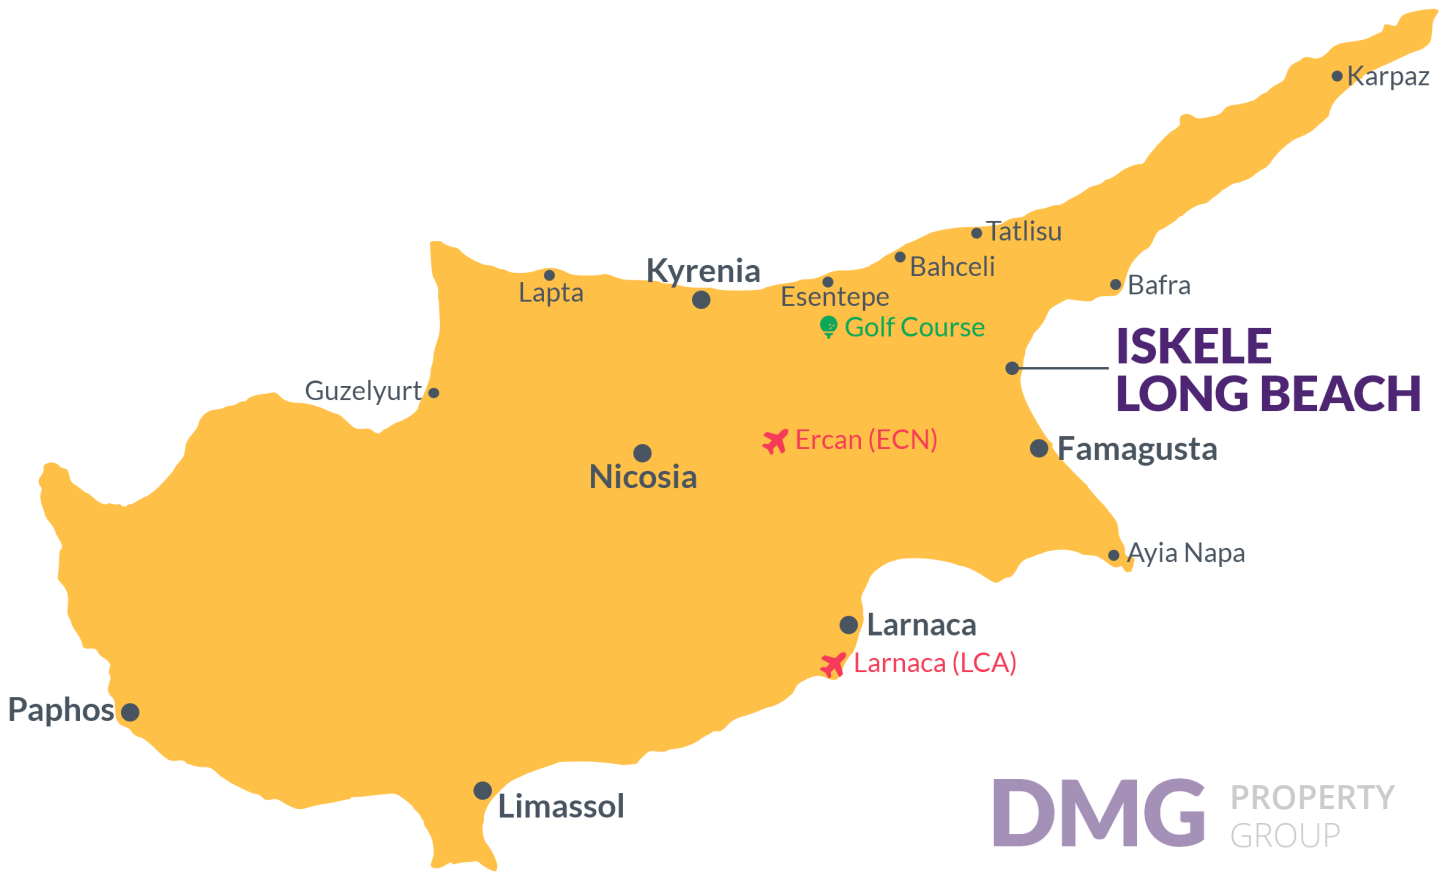 Karpaz
Tatlisu
Bahceli
Kyrenia
Lapta
Esentepe
Bafra
Golf Course
ISKELE
LONG BEACH
Guzelyurt
Ercan (ECN)
Famagusta
Nicosia
Ayia Napa
Larnaca
Larnaca (LCA)
Paphos
Limassol
DMG PROPERTY
GROUP